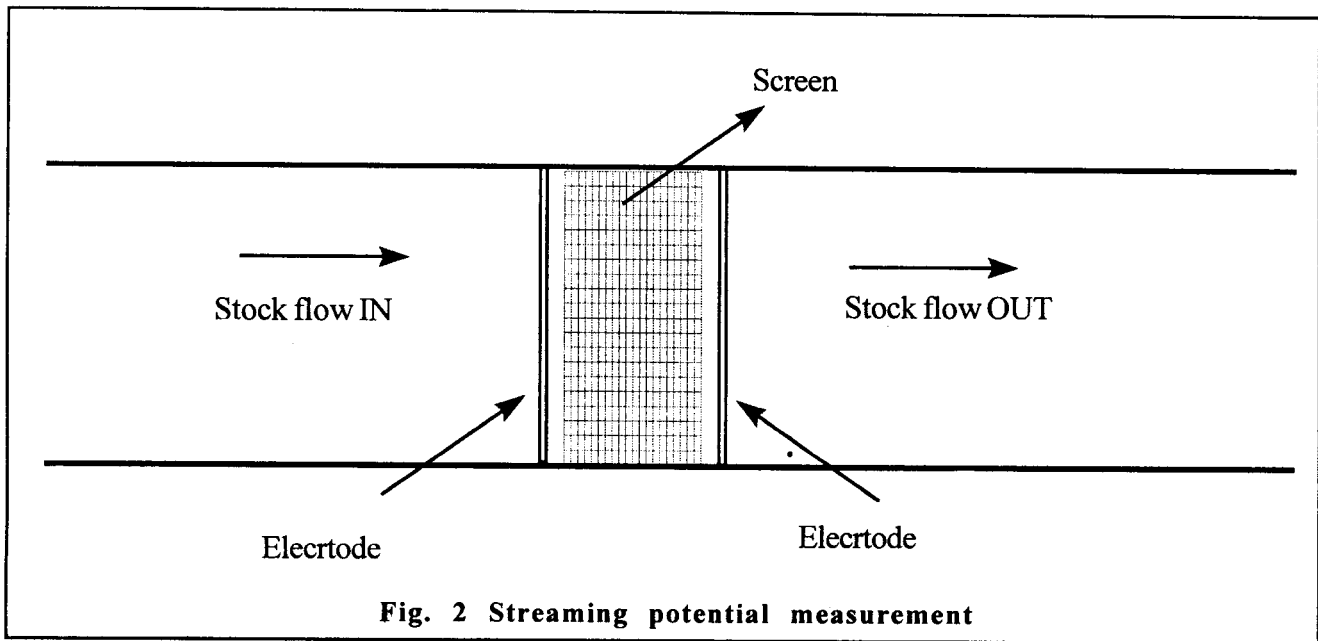 Screen
Stock flow IN
Stock flow OUT
Elecrtode
Elecrtode
Fig. 2 Streaming potential measurement